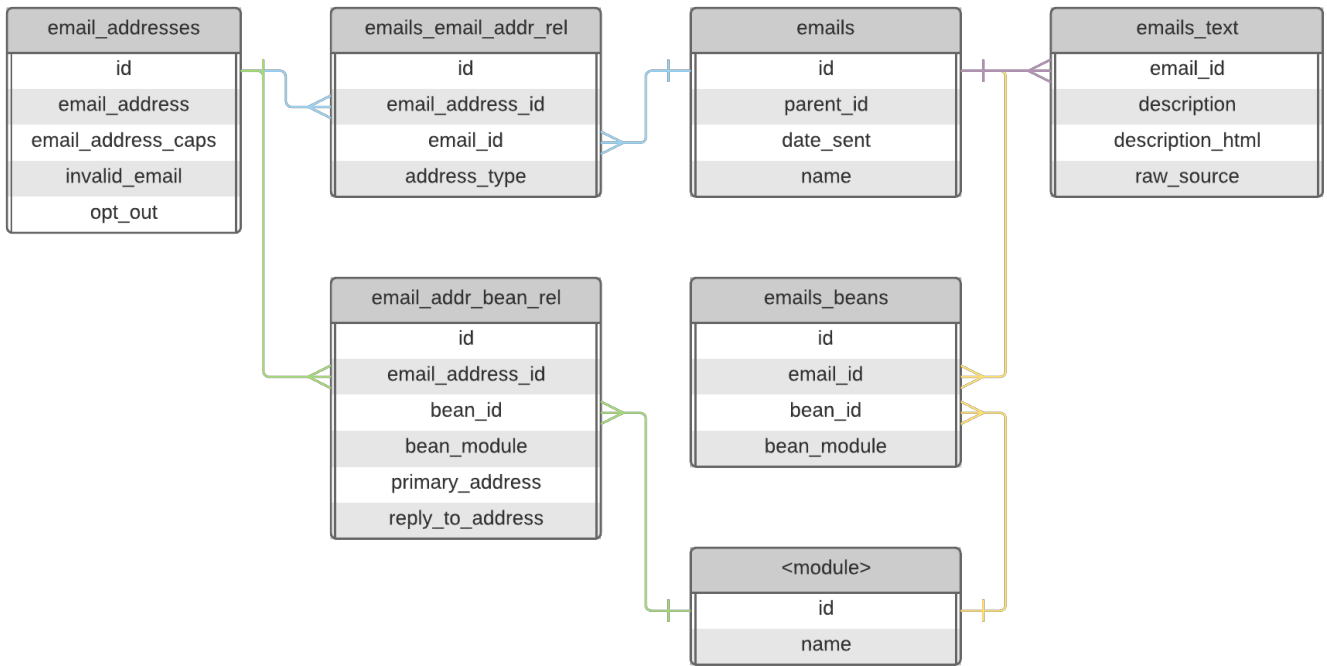 email_addresses
id
email_address
email_address_caps
invalid_email
opt_out
emails_email_addr_rel
id
email_address_id
email_id
address_type
emails
id
parent_id
date_sent
name
emails_text
email_id
description
description_html
raw_source
email_addr_bean_rel
id
email_address_id
bean_id
bean_module
primary_address
reply_to_address
emails_beans
id
email_id
bean_id
bean_module
<module>
id
name